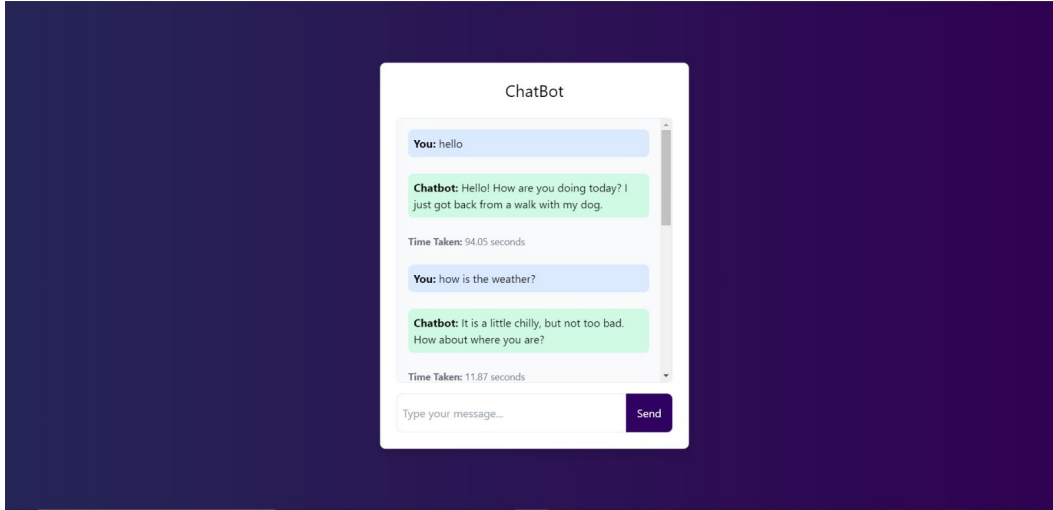 ChatBot
You: hello
Chatbot: Hello! How are you doing today? I
just got back from a walk with my dog.
Time Taken: 94.05 seconds
You: how is the weather?
Chatbot: It is a little chilly, but not too bad.
How about where you are?
Time Taken: 11.87 seconds
Type your message...
Send